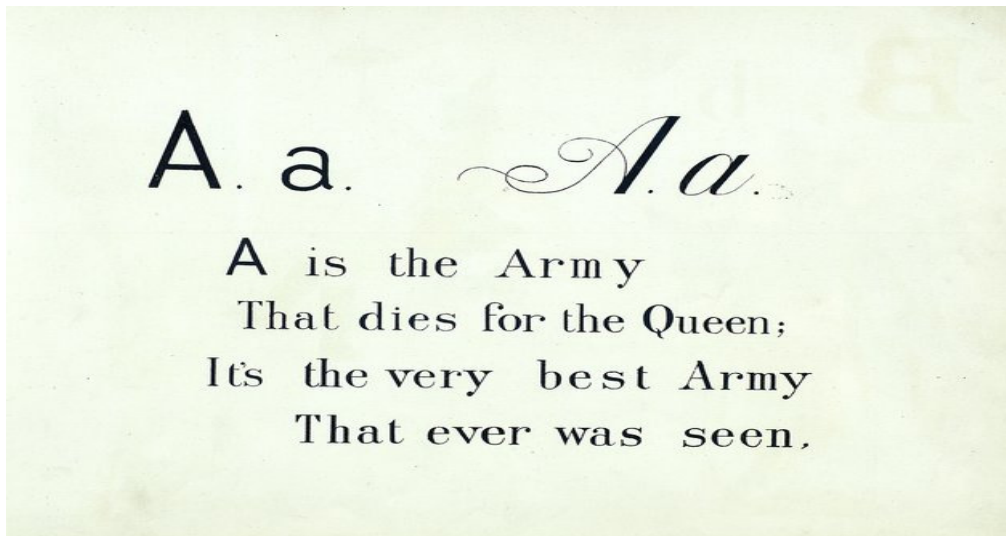 A. a. A. a.
A is the Army
That dies for the Queen;
It's the very best Army
That ever was seen,